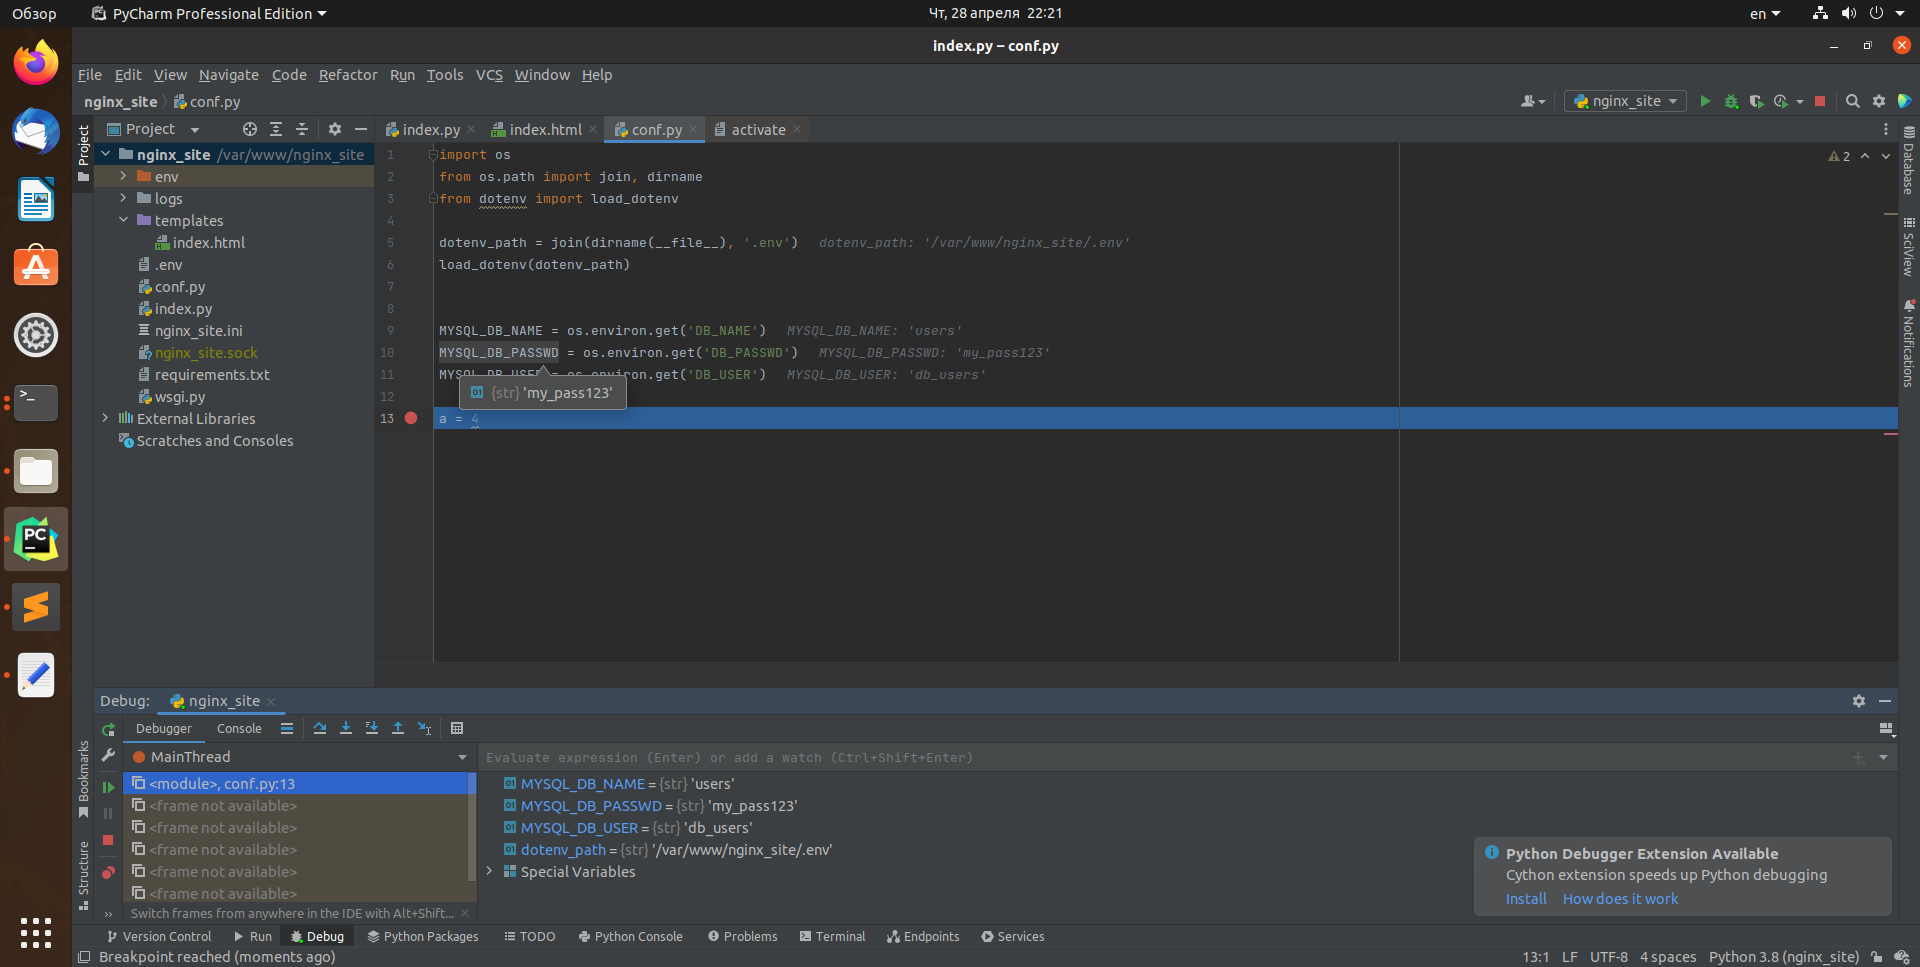 Обзор PyCharm Professional Edition Чт, 28 апреля 22:21 en
index.py – conf.py
File Edit View Navigate Code Refactor Run Tools VCS Window Help
nginx_site conf.py nginx_site
Project index.py index.html conf.py activate
nginx_site /var/www/nginx_site
env
logs
templates
index.html
.env
conf.py
index.py
nginx_site.ini
nginx_site.sock
requirements.txt
wsgi.py
External Libraries
Scratches and Consoles
Project
Bookmarks
Structure
1 import os
2 from os.path import join, dirname
3 from dotenv import load_dotenv
4
5 dotenv_path = join(dirname(__file__), '.env') dotenv_path: '/var/www/nginx_site/.env'
6 load_dotenv(dotenv_path)
7
8
9 MYSQL_DB_NAME = os.environ.get('DB_NAME') MYSQL_DB_NAME: 'users'
10 MYSQL_DB_PASSWD = os.environ.get('DB_PASSWD') MYSQL_DB_PASSWD: 'my_pass123'
11 MYSQL_DB_USER = os.environ.get('DB_USER') MYSQL_DB_USER: 'db_users'
12
{str} 'my_pass123'
13 a = 4
2
Database
SciView
Notifications
Debug: nginx_site
Debugger Console
MainThread
Evaluate expression (Enter) or add a watch (Ctrl+Shift+Enter)
<module>, conf.py:13
<frame not available>
<frame not available>
<frame not available>
<frame not available>
<frame not available>
Switch frames from anywhere in the IDE with Alt+Shift...
MYSQL_DB_NAME = {str} 'users'
MYSQL_DB_PASSWD = {str} 'my_pass123'
MYSQL_DB_USER = {str} 'db_users'
dotenv_path = {str} '/var/www/nginx_site/.env'
Special Variables
Python Debugger Extension Available
Cython extension speeds up Python debugging
Install How does it work
Version Control Run Debug Python Packages TODO Python Console Problems Terminal Endpoints Services
Breakpoint reached (moments ago) 13:1 LF UTF-8 4 spaces Python 3.8 (nginx_site)